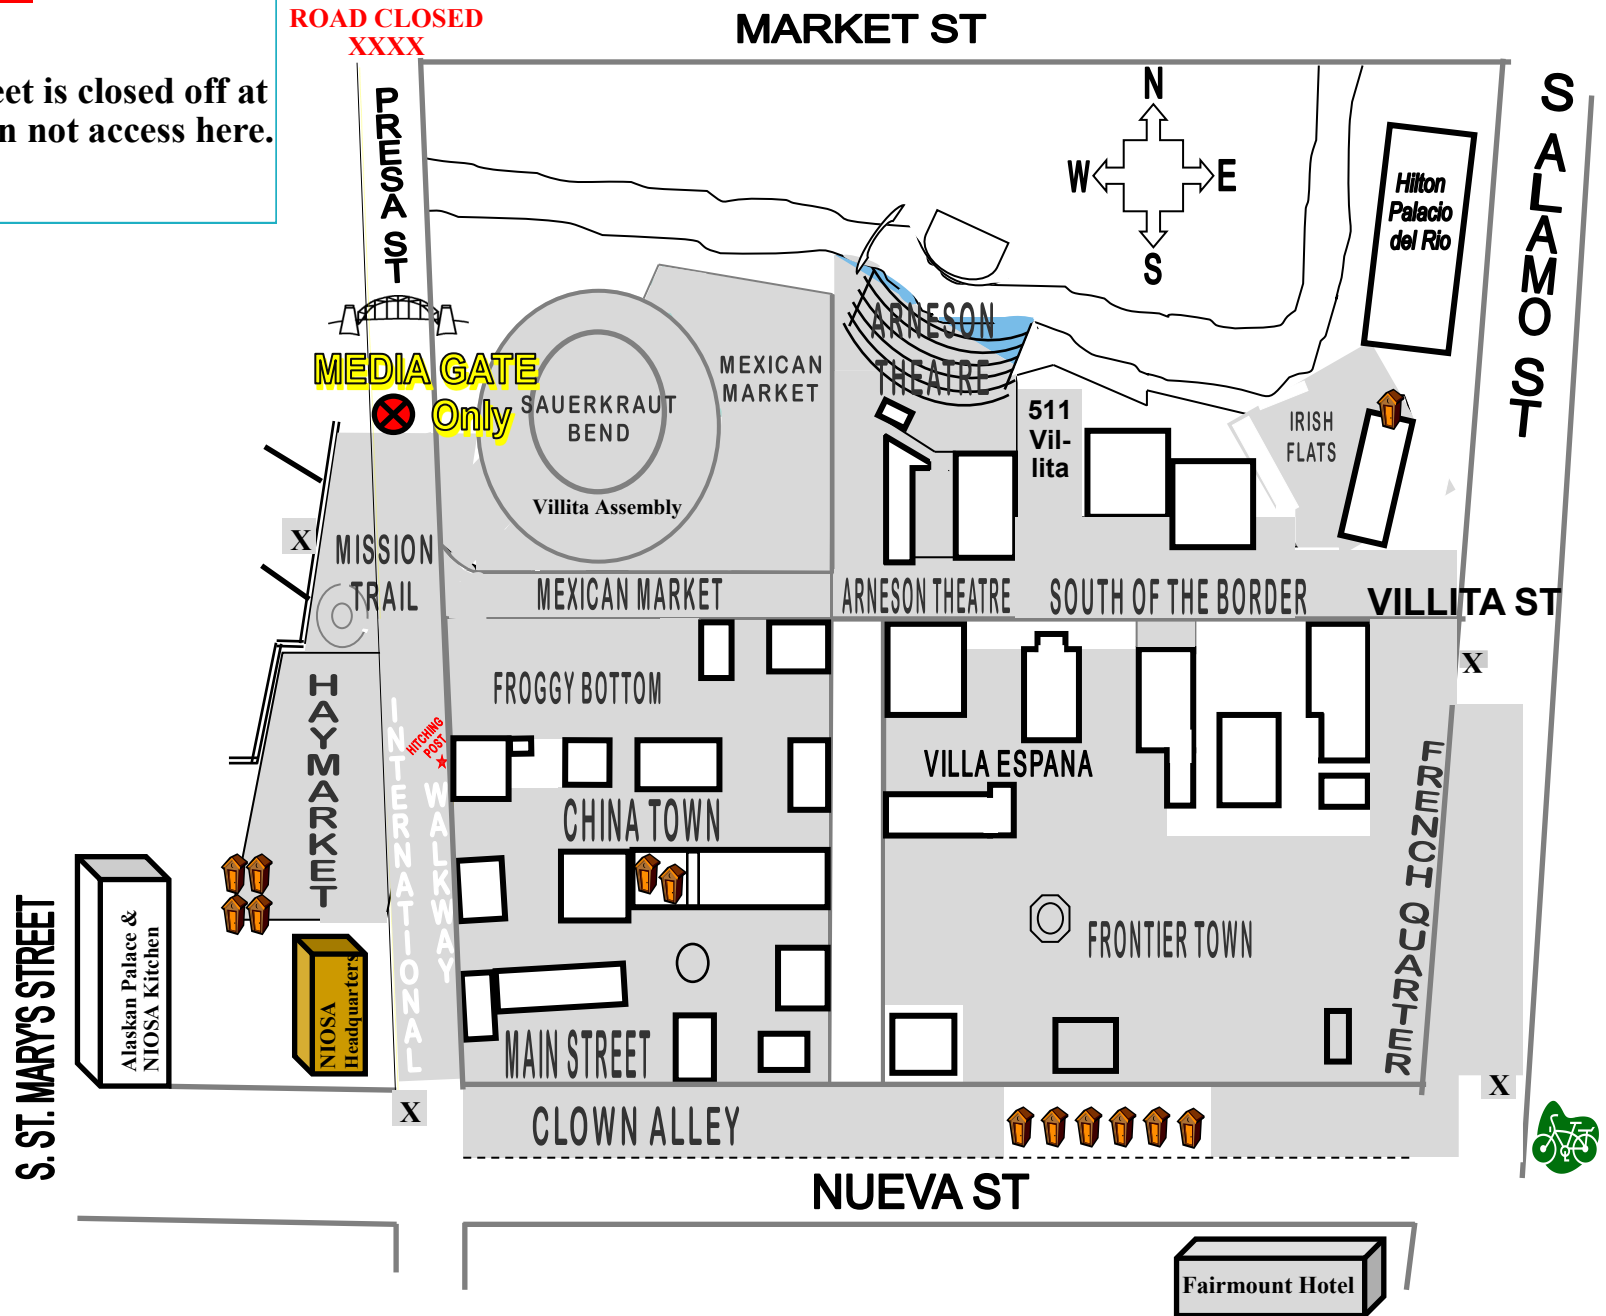 ROAD CLOSED
XXXX
MARKET ST
eet is closed off at
n not access here.
PRESA ST
N
W E
S
S ALAMO ST
Hilton
Palacio
del Rio
MEDIA GATE
Only
SAUERKRAUT
BEND
Villita Assembly
MEXICAN
MARKET
ARNESON
THEATRE
511
Vil-
lita
IRISH
FLATS
X
MISSION
TRAIL
MEXICAN MARKET
ARNESON THEATRE
SOUTH OF THE BORDER
VILLITA ST
X
HAYMARKET
INTERNATIONAL
WALKWAY
HITCHING
POST
FROGGY BOTTOM
CHINA TOWN
VILLA ESPANA
FRENCH QUARTER
FRONTIER TOWN
S. ST. MARY'S STREET
Alaskan Palace &
NIOSA Kitchen
NIOSA
Headquarters
MAIN STREET
X
X
CLOWN ALLEY
NUEVA ST
Fairmount Hotel